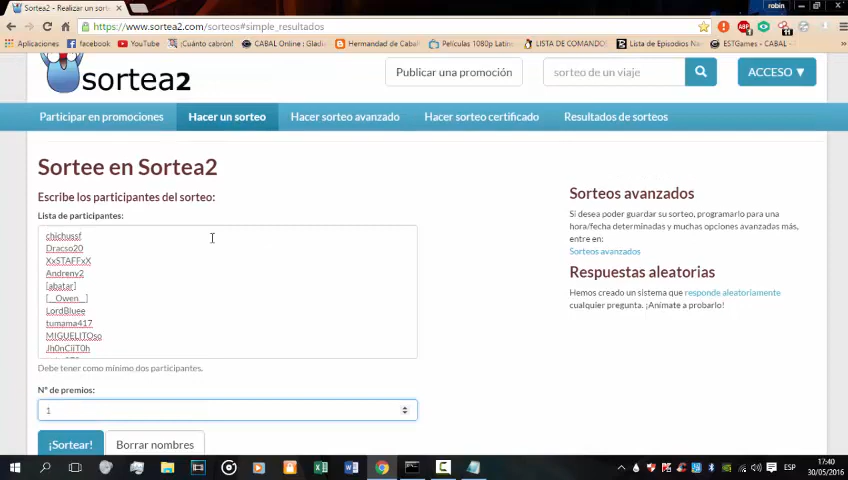 Sortea2 - Realizar un sort
robin
https://www.sortea2.com/sorteos#simple_resultados
Aplicaciones facebook YouTube ¡Cuánto cabrón! CABAL Online : Gladi Hermandad de Cabal Películas 1080p Latino LISTA DE COMANDO Lista de Episodios Na ESTGames - CABAL
sortea2
Publicar una promoción
sorteo de un viaje
ACCESO ▼
Participar en promociones Hacer un sorteo Hacer sorteo avanzado Hacer sorteo certificado Resultados de sorteos
Sortee en Sortea2
Escribe los participantes del sorteo:
Lista de participantes:
chichussf
Dracso20
XxSTAFFxX
Andreny2
[abatar]
[__Owen__]
LordBluee
tumama417
MIGUELITOsg
Jh0nCiiT0h
Debe tener como mínimo dos participantes.
Nº de premios:
1
¡Sortear! Borrar nombres
Sorteos avanzados
Si desea poder guardar su sorteo, programarlo para una
hora/fecha determinadas y muchas opciones avanzadas más,
entre en:
Sorteos avanzados
Respuestas aleatorias
Hemos creado un sistema que responde aleatoriamente
cualquier pregunta. ¡Anímate a probarlo!
ESP
17:40
30/05/2016